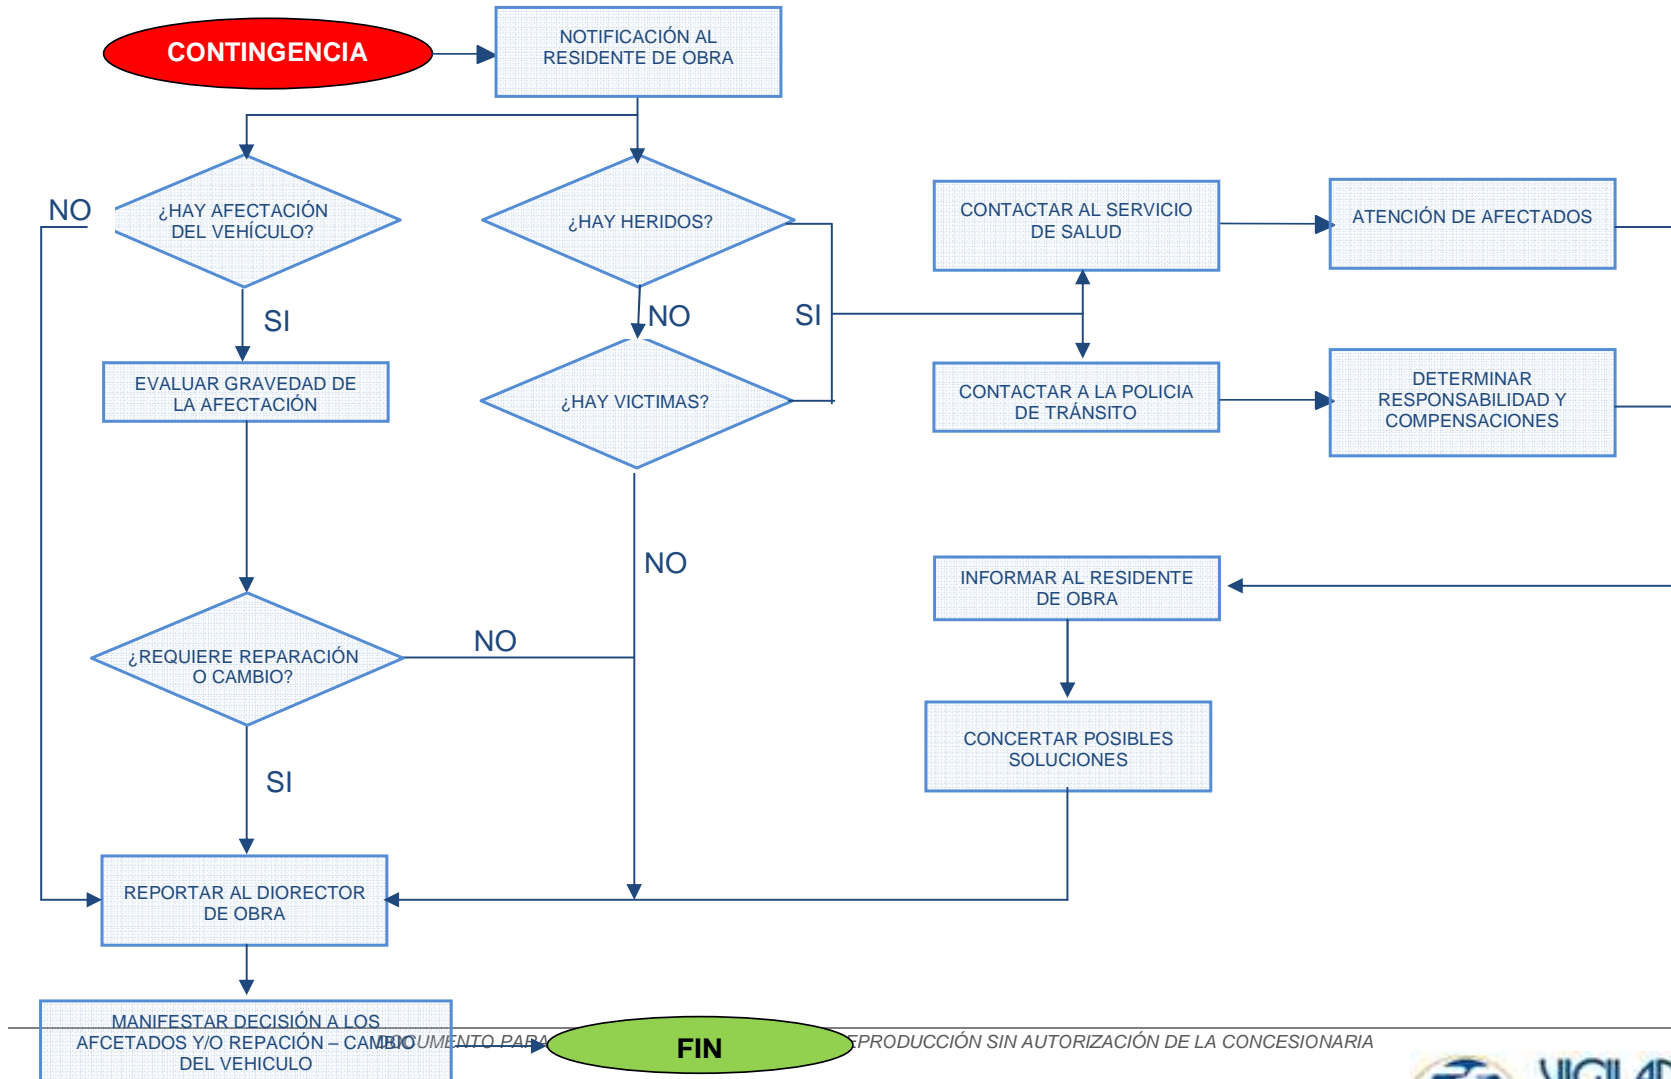 CONTINGENCIA
NOTIFICACIÓN AL
RESIDENTE DE OBRA
NO
¿HAY AFECTACIÓN
DEL VEHÍCULO?
¿HAY HERIDOS?
CONTACTAR AL SERVICIO
DE SALUD
ATENCIÓN DE AFECTADOS
SI
NO
SI
EVALUAR GRAVEDAD DE
LA AFECTACIÓN
¿HAY VICTIMAS?
CONTACTAR A LA POLICIA
DE TRÁNSITO
DETERMINAR
RESPONSABILIDAD Y
COMPENSACIONES
NO
INFORMAR AL RESIDENTE
DE OBRA
NO
¿REQUIERE REPARACIÓN
O CAMBIO?
CONCERTAR POSIBLES
SOLUCIONES
SI
REPORTAR AL DIORECTOR
DE OBRA
MANIFESTAR DECISIÓN A LOS
AFCETADOS Y/O REPACIÓN – CAMBIO
DEL VEHICULO
FIN
DOCUMENTO PARA EPRODUCCIÓN SIN AUTORIZACIÓN DE LA CONCESIONARIA